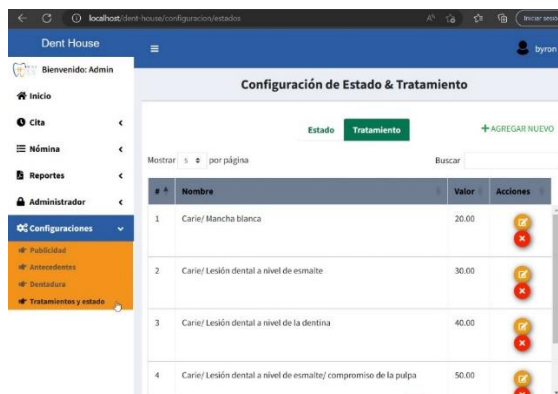 localhost/dent-house/configuracion/estados
Iniciar sesió
Dent House
byron
Bienvenido: Admin
Configuración de Estado & Tratamiento
Inicio
Cita
Estado
Tratamiento
AGREGAR NUEVO
Nómina
Mostrar 5 por página
Buscar
Reportes
# Nombre Valor Acciones
Administrador
1 Carie/ Mancha blanca 20.00
Configuraciones
Publicidad
Antecedentes
2 Carie/ Lesión dental a nivel de esmalte 30.00
Dentadura
Tratamientos y estado
3 Carie/ Lesión dental a nivel de la dentina 40.00
4 Carie/ Lesión dental a nivel de esmalte/ compromiso de la pulpa 50.00